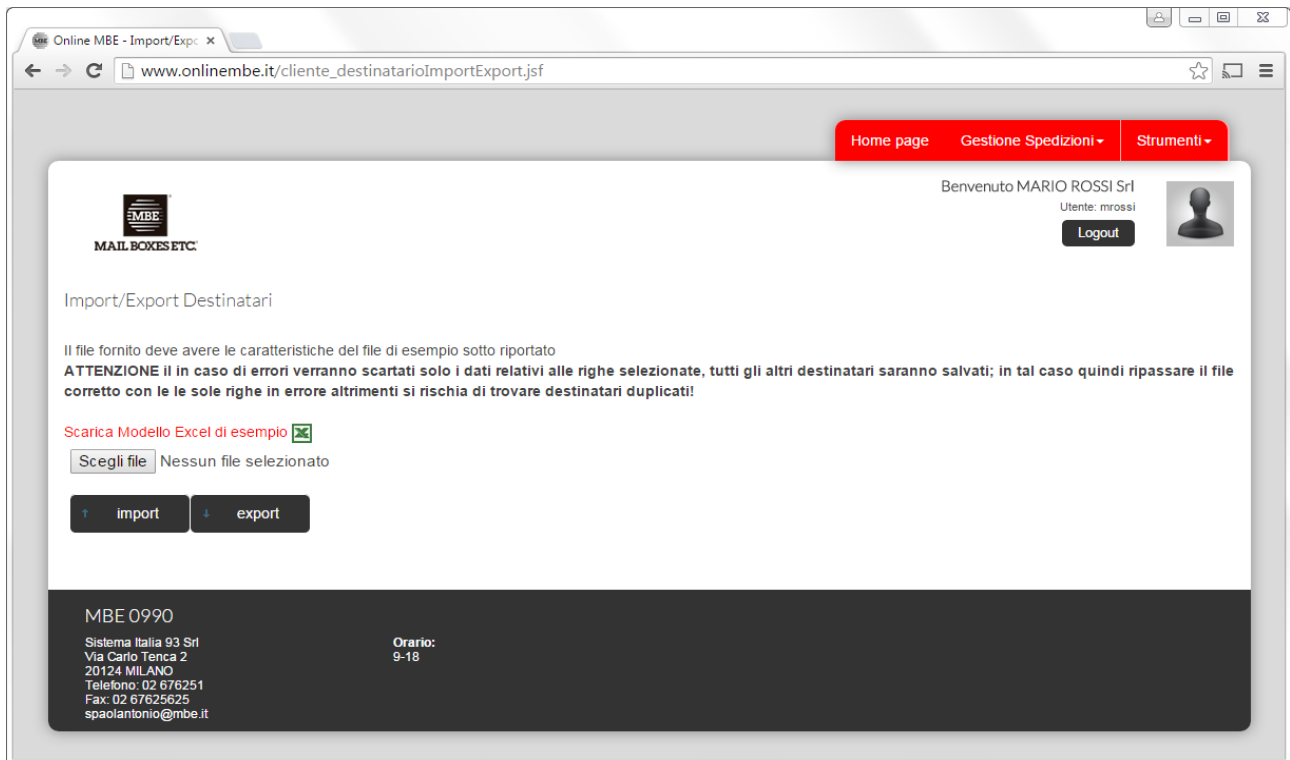 Online MBE - Import/Expo
www.onlinembe.it/cliente_destinatarioImportExport.jsf
Home page Gestione Spedizioni Strumenti
Benvenuto MARIO ROSSI Srl
Utente: mrossi
Logout
MBE
MAIL BOXES ETC.
Import/Export Destinatari
Il file fornito deve avere le caratteristiche del file di esempio sotto riportato
ATTENZIONE il in caso di errori verranno scartati solo i dati relativi alle righe selezionate, tutti gli altri destinatari saranno salvati; in tal caso quindi ripassare il file
corretto con le le sole righe in errore altrimenti si rischia di trovare destinatari duplicati!
Scarica Modello Excel di esempio
Scegli file Nessun file selezionato
import export
MBE 0990
Sistema Italia 93 Srl
Via Carlo Tenca 2
20124 MILANO
Telefono: 02 676251
Fax: 02 67625625
spaolantonio@mbe.it
Orario:
9-18